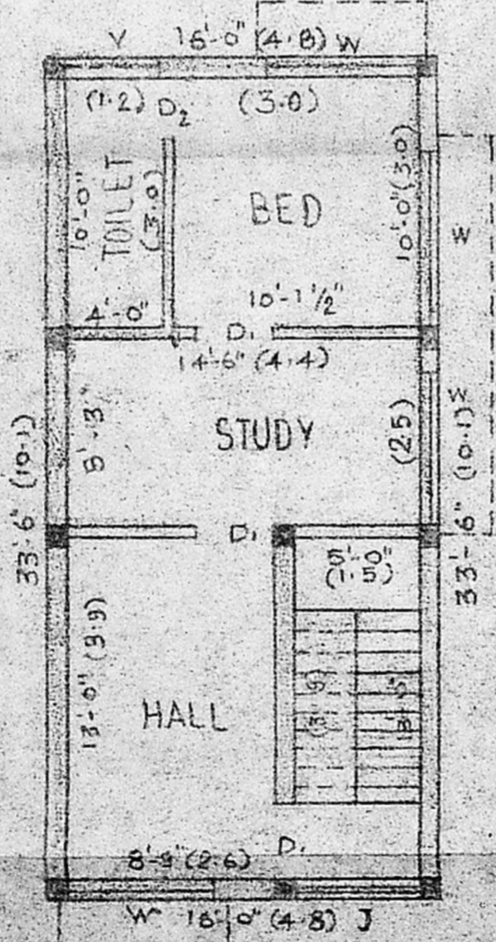 V 16'-0" (4.8) W
(1.2) D2 (3.0)
10'-0" TOILET (3.0)
BED
10'-0" (3.0)
W
4'-0" 10'-1 1/2"
D1
14'-6" (4.4)
STUDY
(2.5)
W
33'-6" (10.1)
33'-6" (10.1)
D1
5'-0"
(1.5)
13'-0" (3.9)
HALL
D1
8'-9" (2.6)
W 16'-0" (4.8) J